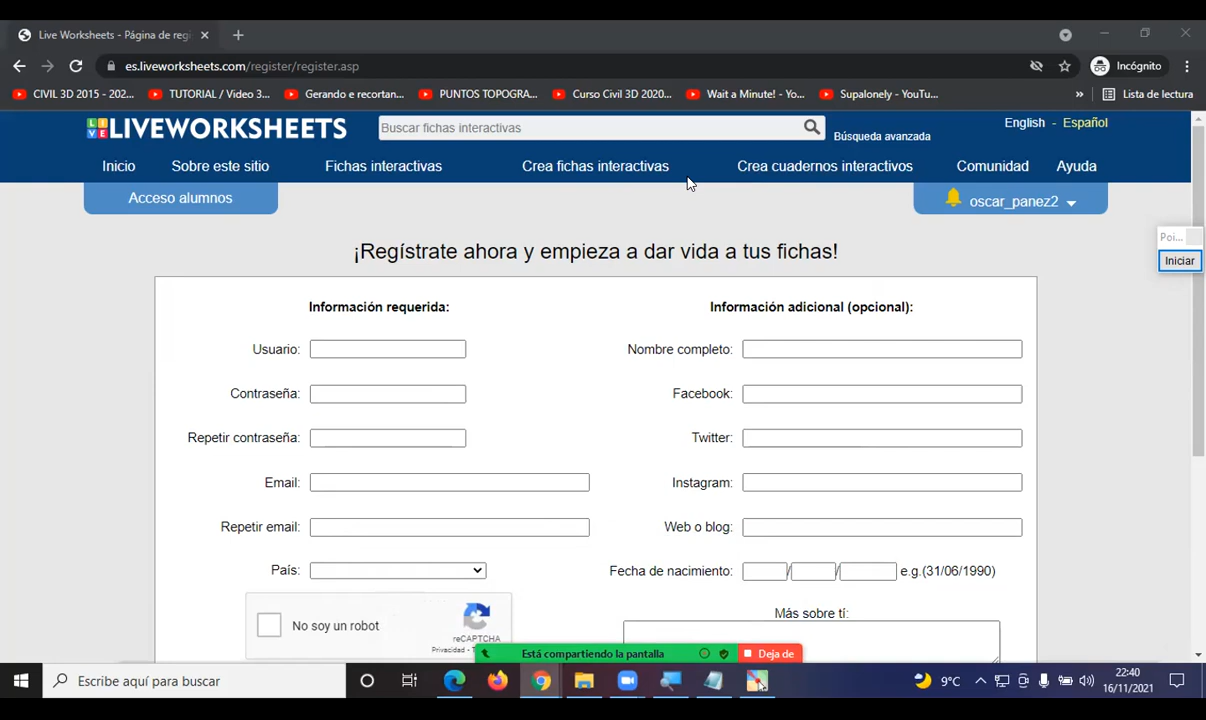 Live Worksheets - Página de regi
es.liveworksheets.com/register/register.asp
Incógnito
CIVIL 3D 2015 - 202...
TUTORIAL / Video 3...
Gerando e recortan...
PUNTOS TOPOGRA...
Curso Civil 3D 2020...
Wait a Minute! - Yo...
Supalonely - YouTu...
»
Lista de lectura
LIVE LIVEWORKSHEETS
Buscar fichas interactivas
Búsqueda avanzada
English - Español
Inicio
Sobre este sitio
Fichas interactivas
Crea fichas interactivas
Crea cuadernos interactivos
Comunidad
Ayuda
Acceso alumnos
oscar_panez2
Poi...
Iniciar
¡Regístrate ahora y empieza a dar vida a tus fichas!
Información requerida:
Información adicional (opcional):
Usuario:
Nombre completo:
Contraseña:
Facebook:
Repetir contraseña:
Twitter:
Email:
Instagram:
Repetir email:
Web o blog:
País:
Fecha de nacimiento: / / e.g.(31/06/1990)
Más sobre tí:
No soy un robot
reCAPTCHA
Privacidad -
Está compartiendo la pantalla
Deja de
Escribe aquí para buscar
9°C
22:40
16/11/2021